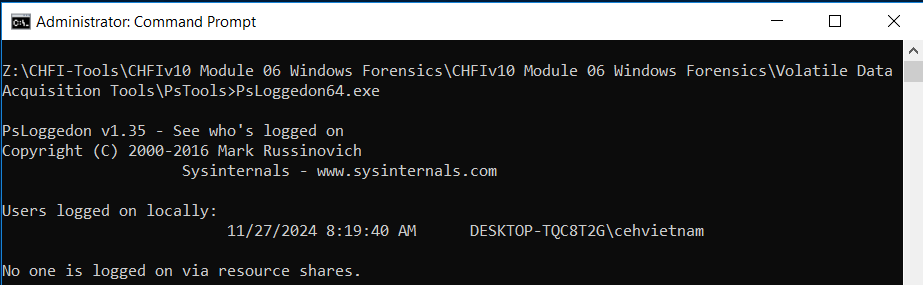 Administrator: Command Prompt
Z:\CHFI-Tools\CHFIv10 Module 06 Windows Forensics\CHFIv10 Module 06 Windows Forensics\Volatile Data
Acquisition Tools\PsTools>PsLoggedon64.exe
PsLoggedon v1.35 - See who's logged on
Copyright (C) 2000-2016 Mark Russinovich
Sysinternals - www.sysinternals.com
Users logged on locally:
11/27/2024 8:19:40 AM DESKTOP-TQC8T2G\cehvietnam
No one is logged on via resource shares.